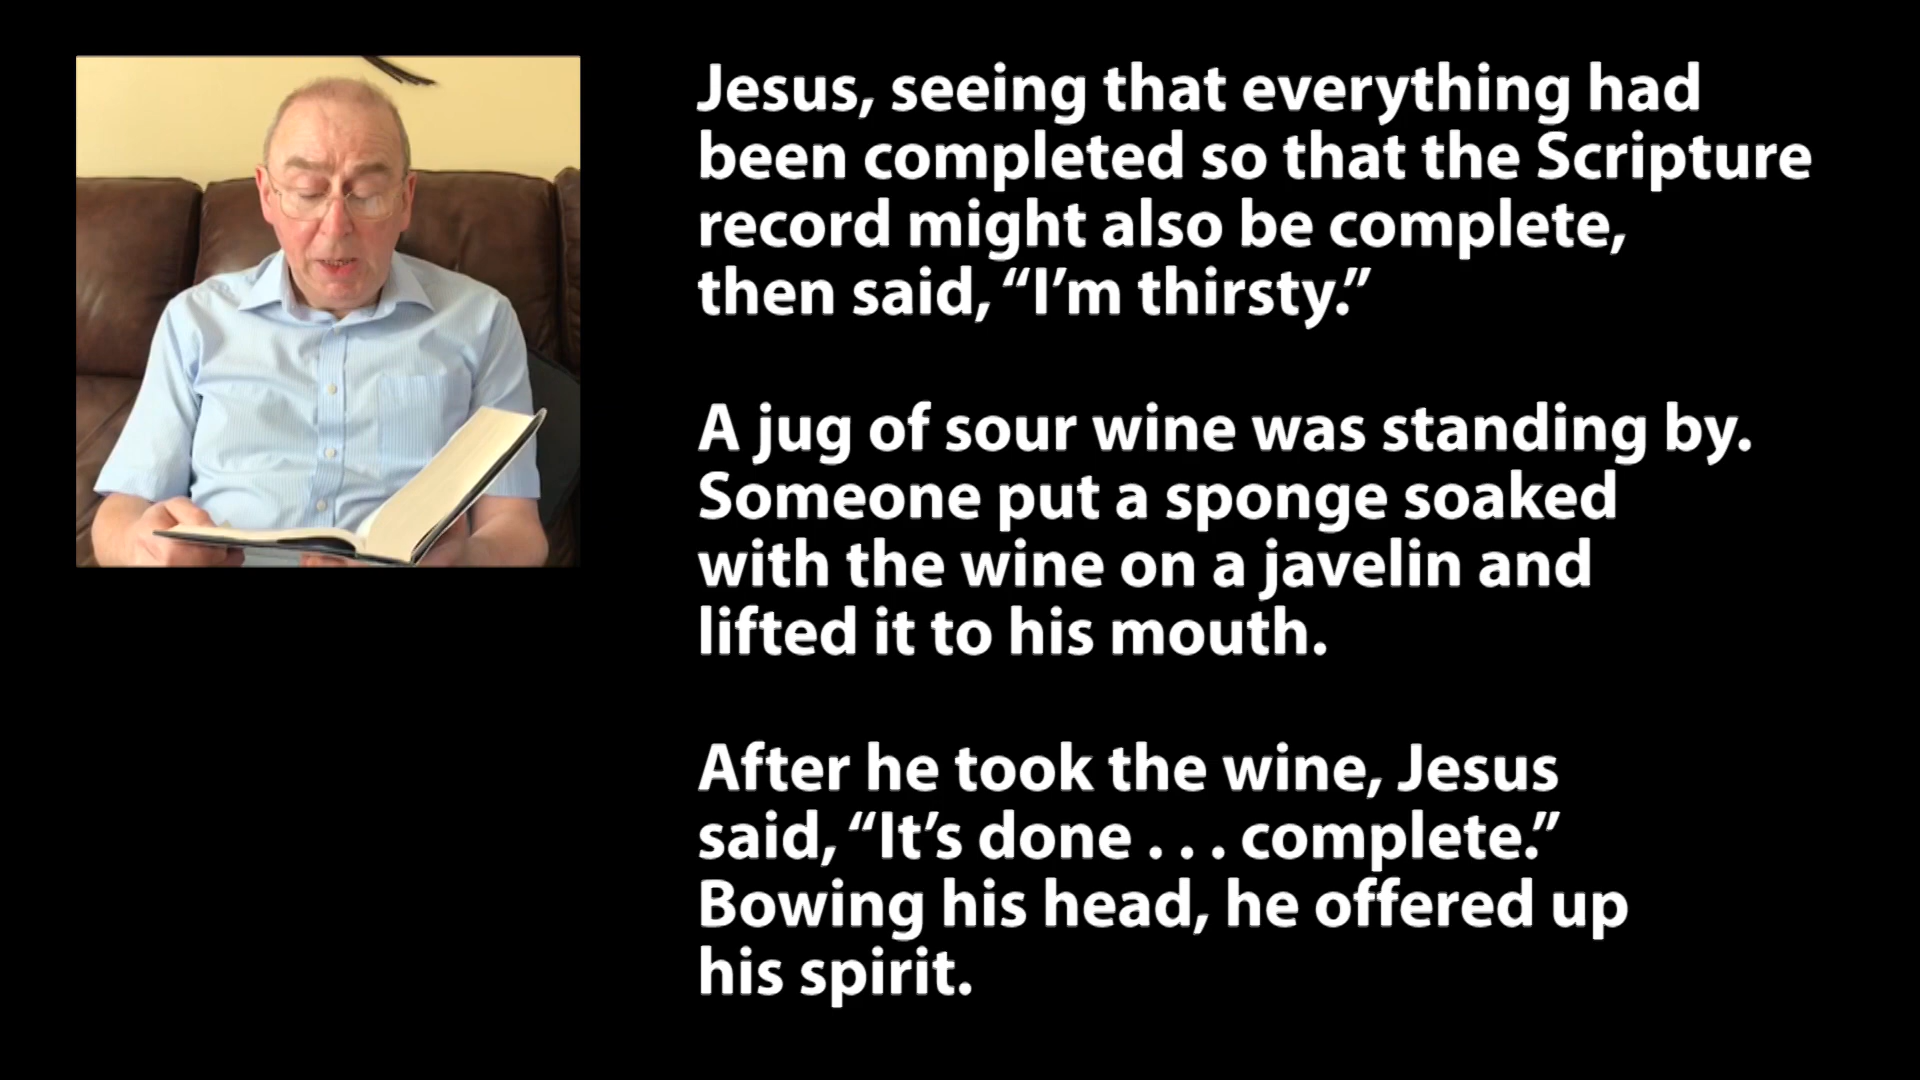 Jesus, seeing that everything had
been completed so that the Scripture
record might also be complete,
then said, “I’m thirsty.”
A jug of sour wine was standing by.
Someone put a sponge soaked
with the wine on a javelin and
lifted it to his mouth.
After he took the wine, Jesus
said, “It’s done . . . complete.”
Bowing his head, he offered up
his spirit.